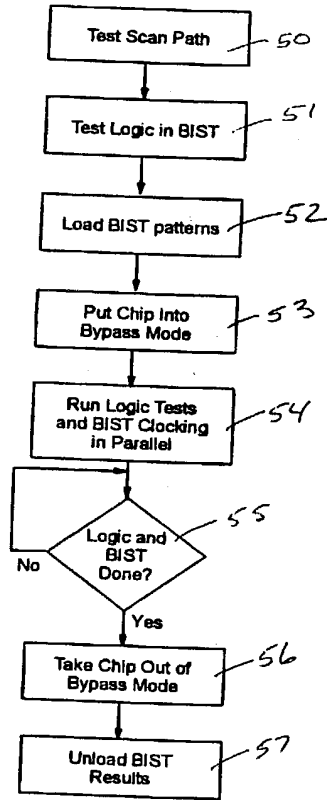 Test Scan Path
50
Test Logic in BIST
51
Load BIST patterns
52
Put Chip Into
Bypass Mode
53
Run Logic Tests
and BIST Clocking
in Parallel
54
Logic and
BIST
Done?
55
No
Yes
Take Chip Out of
Bypass Mode
56
Unload BIST
Results
57